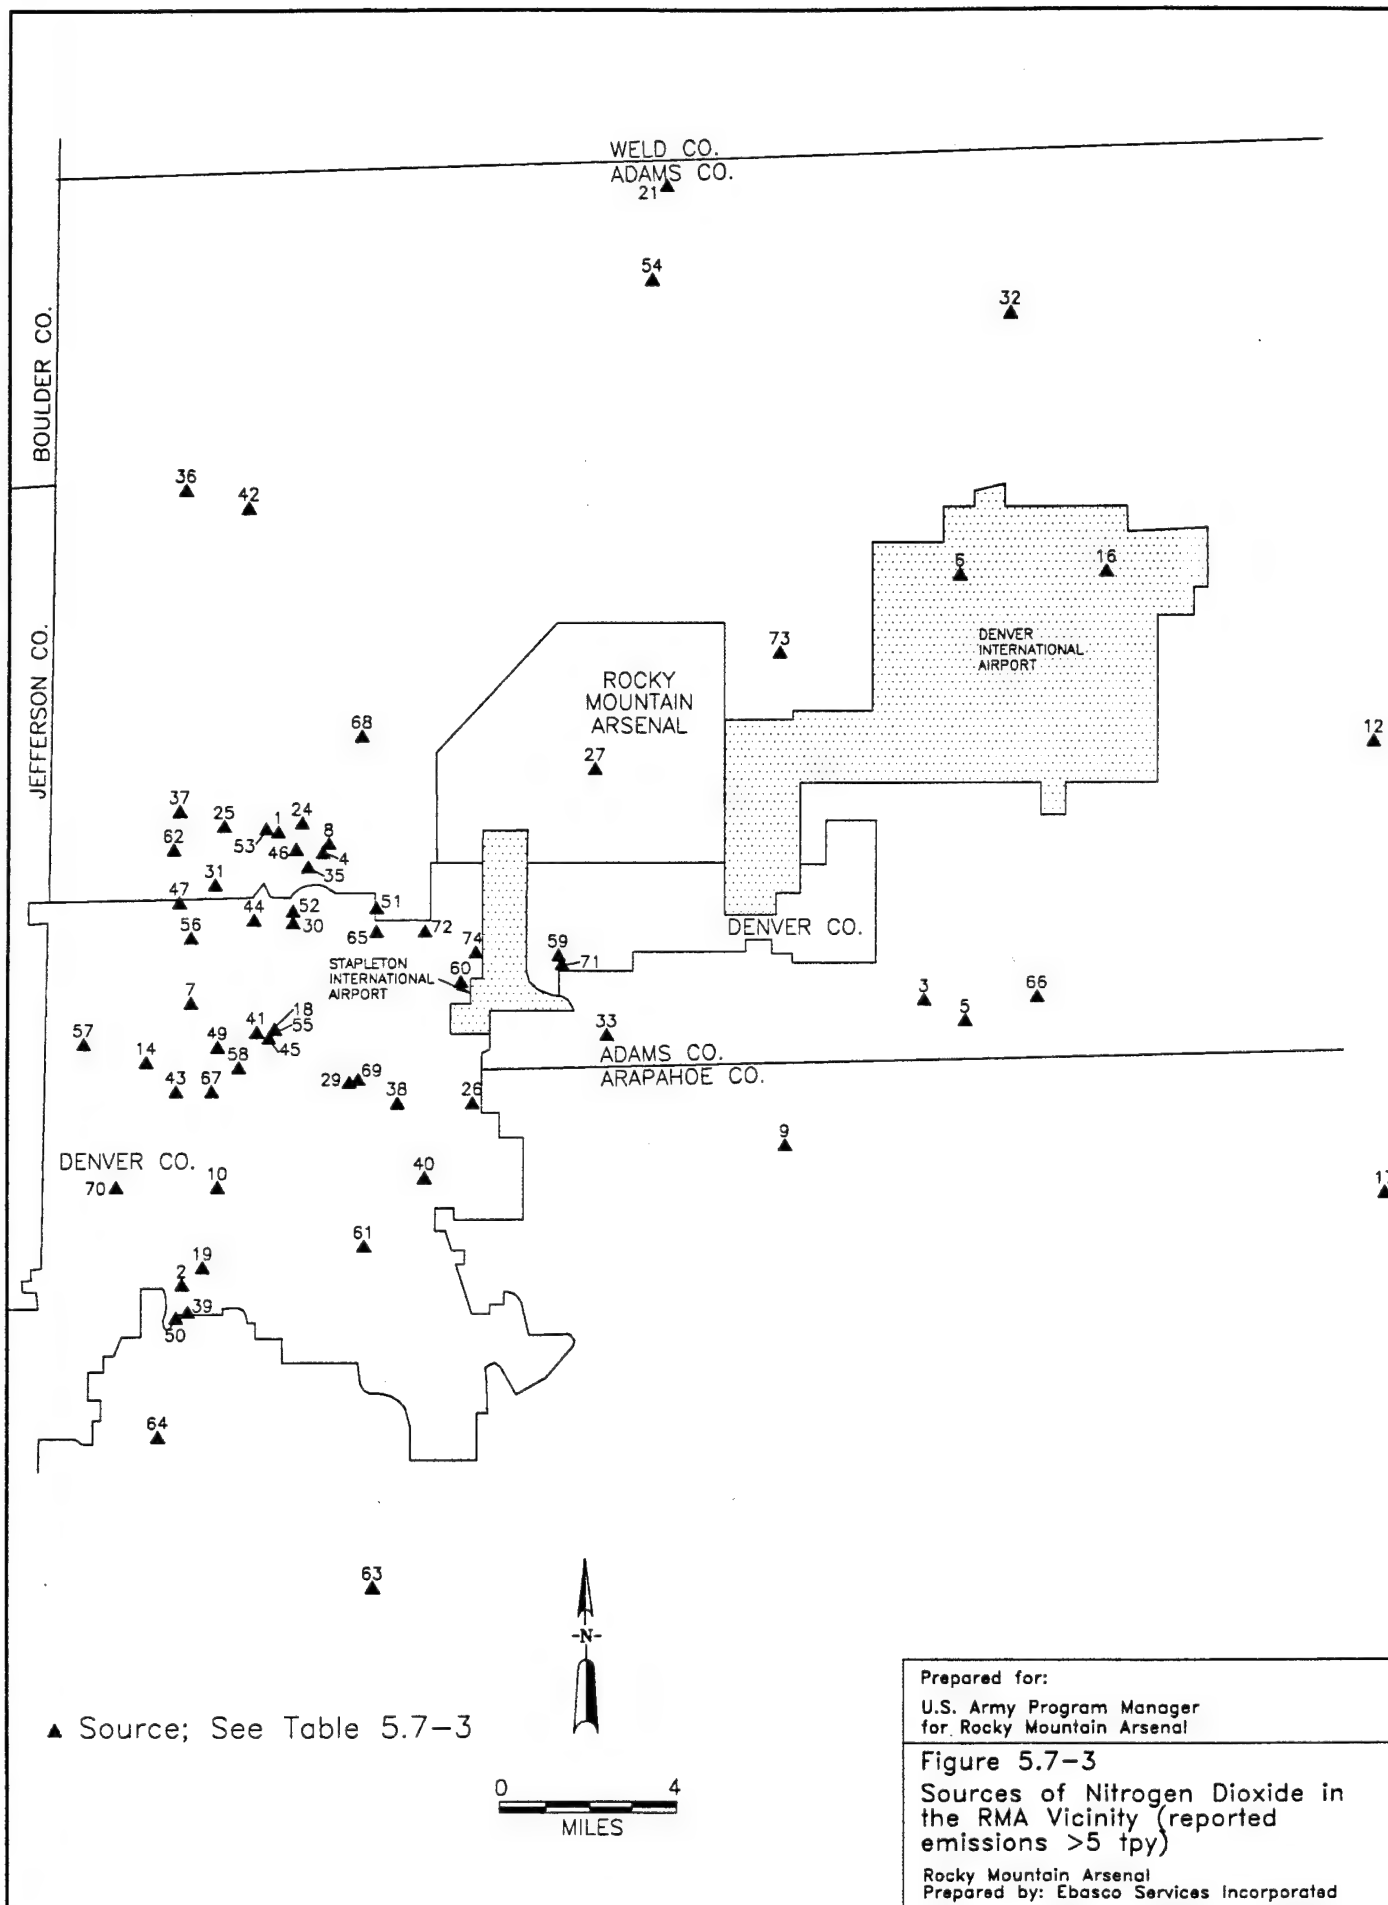 WELD CO.
ADAMS CO.
21
54
32
BOULDER CO.
36
42
6
16
DENVER
INTERNATIONAL
AIRPORT
73
JEFFERSON CO.
ROCKY
MOUNTAIN
ARSENAL
27
68
12
37
25
53
1
24
8
62
46
4
35
31
47
44
52
30
51
56
65
72
74
59
71
DENVER CO.
STAPLETON
INTERNATIONAL
AIRPORT
60
7
3
66
5
57
14
49
41
18
55
45
58
33
ADAMS CO.
ARAPAHOE CO.
43
67
29
69
38
26
9
DENVER CO.
70
10
40
17
61
19
2
39
50
64
63
-N-
▲ Source; See Table 5.7-3
0 4
MILES
Prepared for:
U.S. Army Program Manager
for Rocky Mountain Arsenal
Figure 5.7-3
Sources of Nitrogen Dioxide in
the RMA Vicinity (reported
emissions >5 tpy)
Rocky Mountain Arsenal
Prepared by: Ebasco Services Incorporated